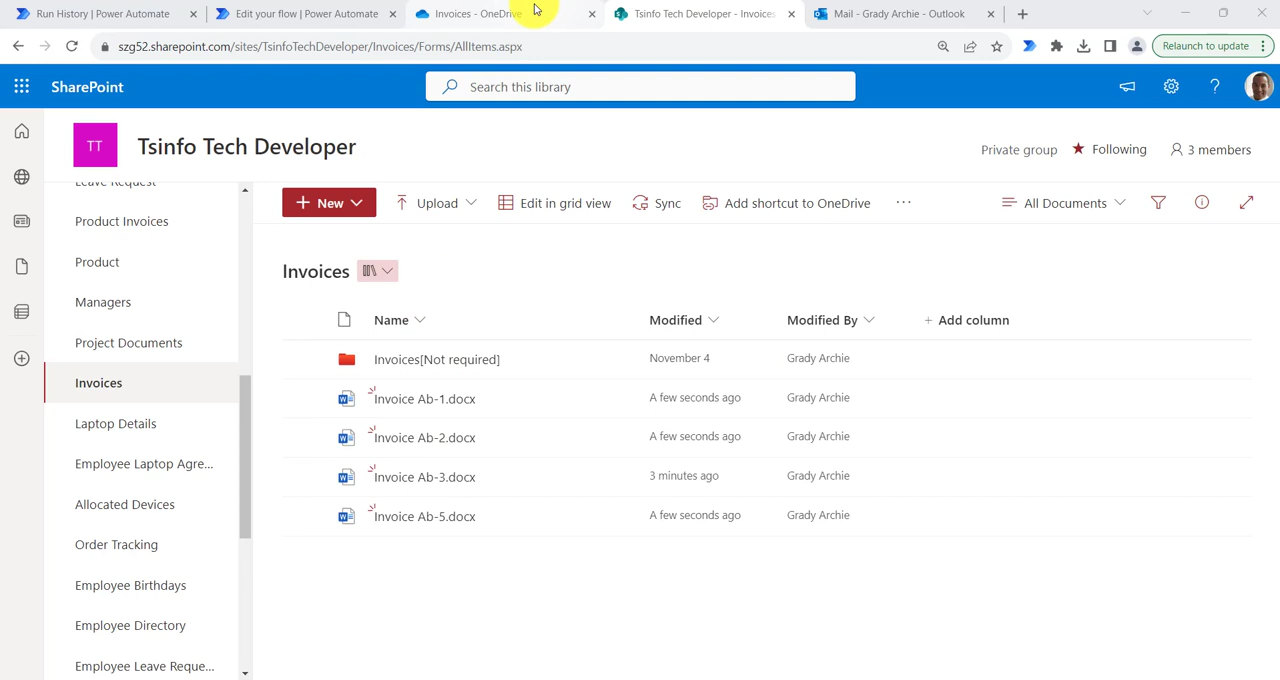 Run History | Power Automate
Edit your flow | Power Automate
Invoices - OneDrive
Tsinfo Tech Developer - Invoices
Mail - Grady Archie - Outlook
szg52.sharepoint.com/sites/TsinfoTechDeveloper/Invoices/Forms/AllItems.aspx
Relaunch to update
SharePoint
Search this library
TT
Tsinfo Tech Developer
Private group
Following
3 members
Leave Request
Product Invoices
Product
Managers
Project Documents
Invoices
Laptop Details
Employee Laptop Agre...
Allocated Devices
Order Tracking
Employee Birthdays
Employee Directory
Employee Leave Reque...
+ New
Upload
Edit in grid view
Sync
Add shortcut to OneDrive
...
All Documents
Invoices
Name Modified Modified By + Add column
Invoices[Not required] November 4 Grady Archie
Invoice Ab-1.docx A few seconds ago Grady Archie
Invoice Ab-2.docx A few seconds ago Grady Archie
Invoice Ab-3.docx 3 minutes ago Grady Archie
Invoice Ab-5.docx A few seconds ago Grady Archie